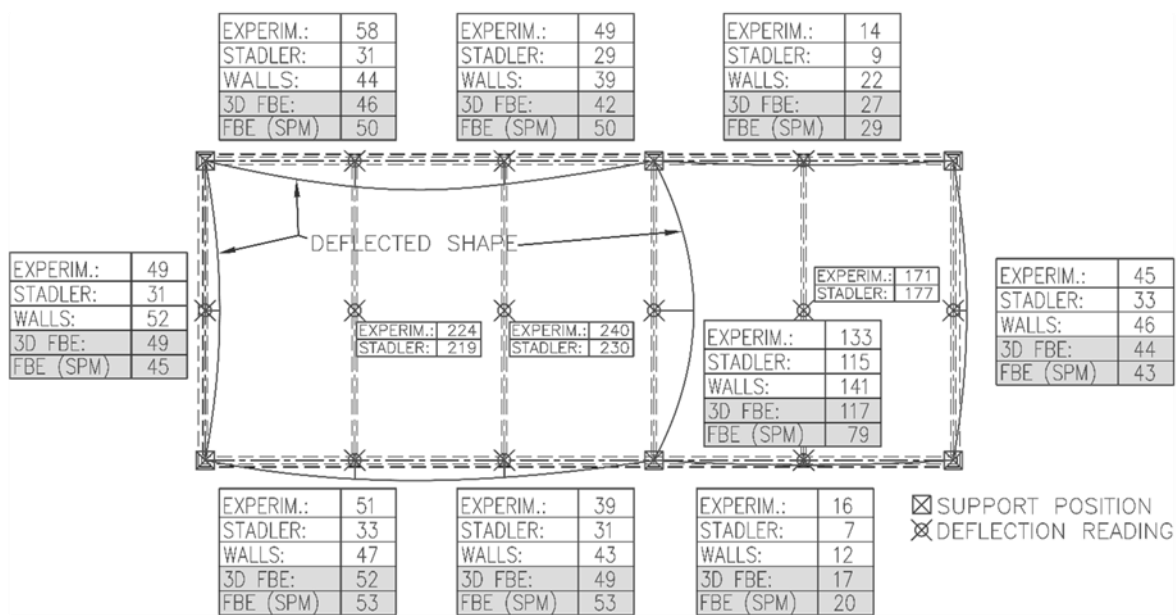 EXPERIM.: 58
STADLER: 31
WALLS: 44
3D FBE: 46
FBE (SPM) 50
EXPERIM.: 49
STADLER: 29
WALLS: 39
3D FBE: 42
FBE (SPM) 50
EXPERIM.: 14
STADLER: 9
WALLS: 22
3D FBE: 27
FBE (SPM) 29
DEFLECTED SHAPE
EXPERIM.: 49
STADLER: 31
WALLS: 52
3D FBE: 49
FBE (SPM) 45
EXPERIM.: 224
STADLER: 219
EXPERIM.: 240
STADLER: 230
EXPERIM.: 171
STADLER: 177
EXPERIM.: 133
STADLER: 115
WALLS: 141
3D FBE: 117
FBE (SPM) 79
EXPERIM.: 45
STADLER: 33
WALLS: 46
3D FBE: 44
FBE (SPM) 43
EXPERIM.: 51
STADLER: 33
WALLS: 47
3D FBE: 52
FBE (SPM) 53
EXPERIM.: 39
STADLER: 31
WALLS: 43
3D FBE: 49
FBE (SPM) 53
EXPERIM.: 16
STADLER: 7
WALLS: 12
3D FBE: 17
FBE (SPM) 20
SUPPORT POSITION
DEFLECTION READING